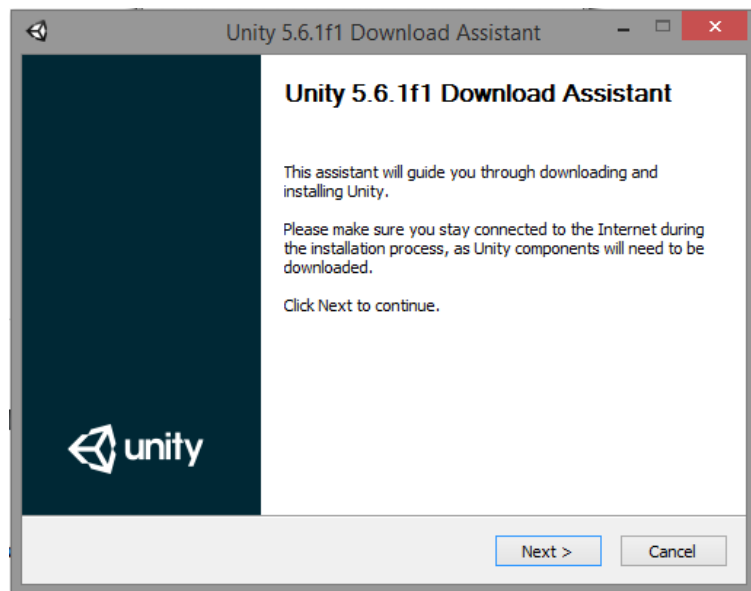 Unity 5.6.1f1 Download Assistant
Unity 5.6.1f1 Download Assistant
This assistant will guide you through downloading and
installing Unity.
Please make sure you stay connected to the Internet during
the installation process, as Unity components will need to be
downloaded.
Click Next to continue.
unity
Next >
Cancel